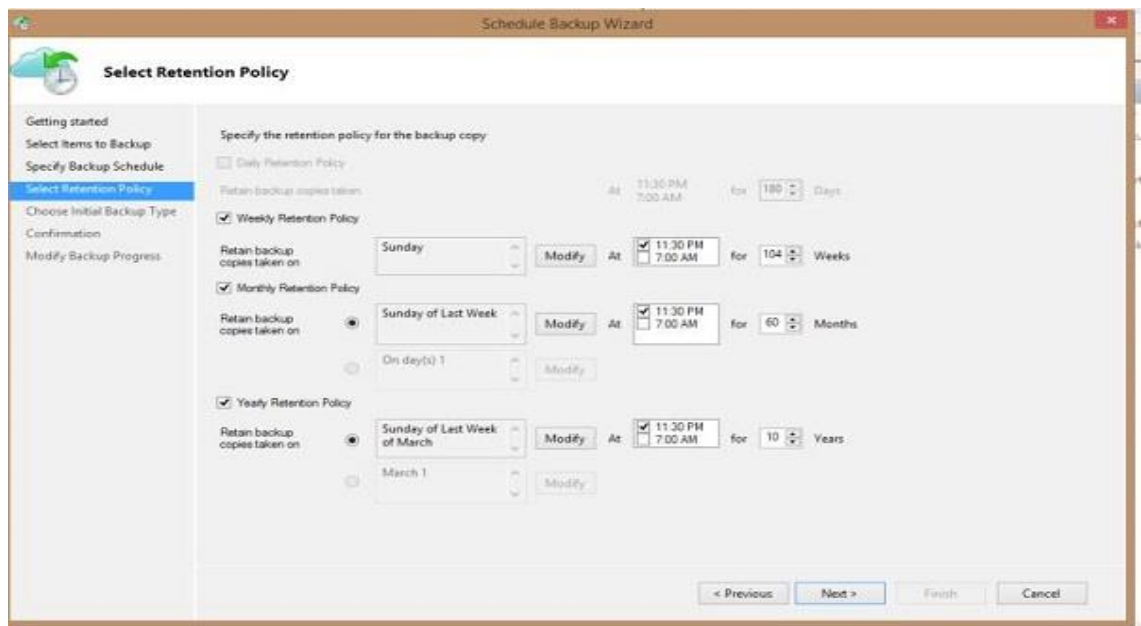 Schedule Backup Wizard
Select Retention Policy
Getting started
Select Items to Backup
Specify Backup Schedule
Select Retention Policy
Choose Initial Backup Type
Confirmation
Modify Backup Progress
Specify the retention policy for the backup copy
Daily Retention Policy
Retain backup copies taken At 11:30 PM for 180 Days
7:00 AM
Weekly Retention Policy
Retain backup copies taken on
Sunday Modify At 11:30 PM for 104 Weeks
7:00 AM
Monthly Retention Policy
Retain backup copies taken on
Sunday of Last Week Modify At 11:30 PM for 60 Months
7:00 AM
On day(s) 1 Modify
Yearly Retention Policy
Retain backup copies taken on
Sunday of Last Week of March Modify At 11:30 PM for 10 Years
7:00 AM
March 1 Modify
< Previous Next > Finish Cancel